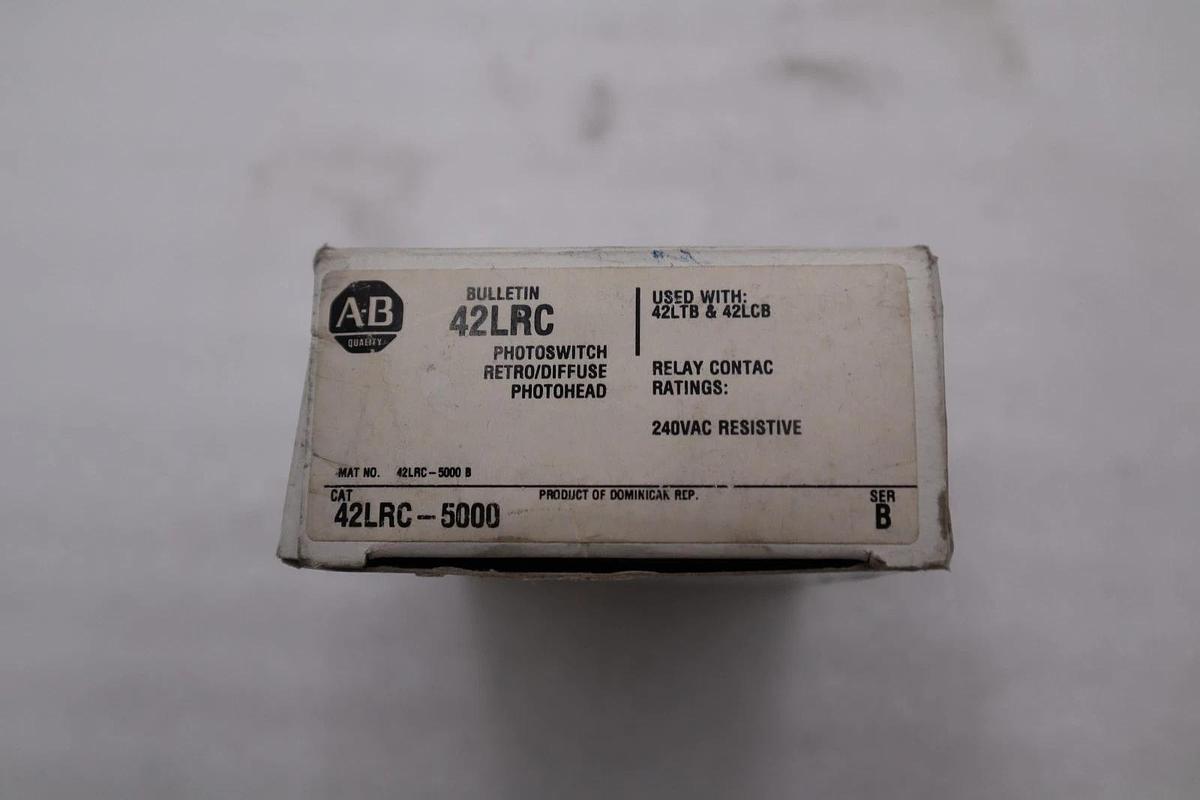 A·B
QUALITY
BULLETIN
42LRC
PHOTOSWITCH
RETRO/DIFFUSE
PHOTOHEAD
USED WITH:
42LTB & 42LCB
RELAY CONTAC
RATINGS:
240VAC RESISTIVE
MAT NO. 42LRC-5000 B
CAT
42LRC-5000
PRODUCT OF DOMINICAN REP.
SER
B